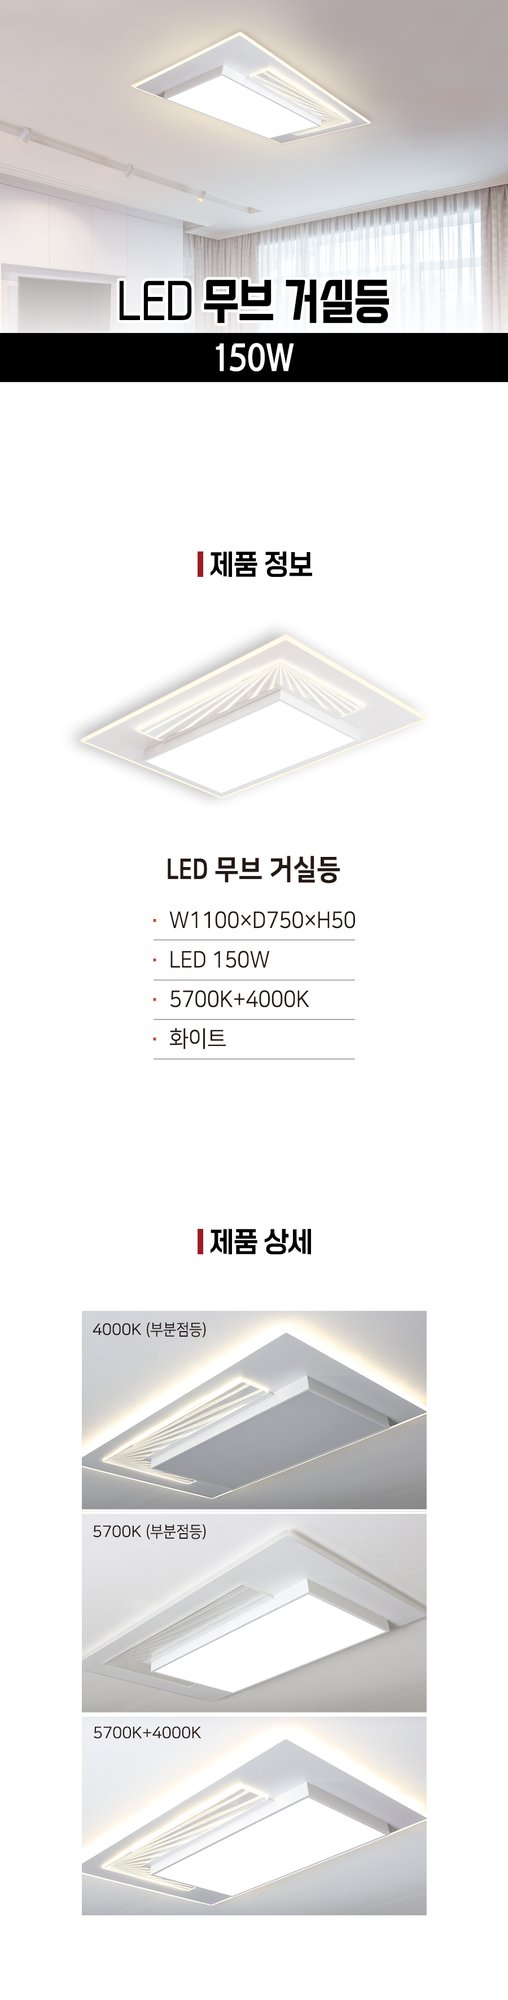 LED 무브 거실등
150W
제품 정보
LED 무브 거실등
· W1100×D750×H50
· LED 150W
· 5700K+4000K
· 화이트
제품 상세
4000K (부분점등)
5700K (부분점등)
5700K+4000K